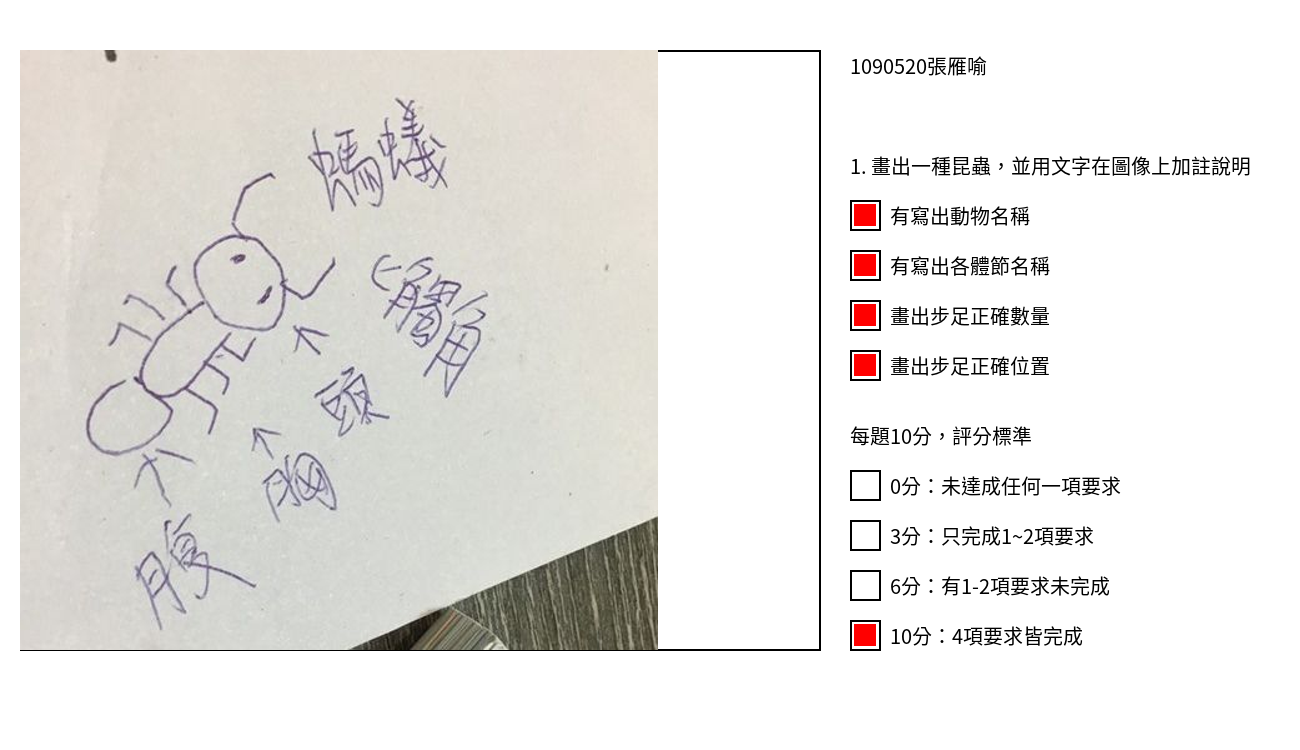 螞蟻
觸角
頭
胸
腹
1090520張雁喻
1. 畫出一種昆蟲，並用文字在圖像上加註說明
有寫出動物名稱
有寫出各體節名稱
畫出步足正確數量
畫出步足正確位置
每題10分，評分標準
0分：未達成任何一項要求
3分：只完成1~2項要求
6分：有1-2項要求未完成
10分：4項要求皆完成